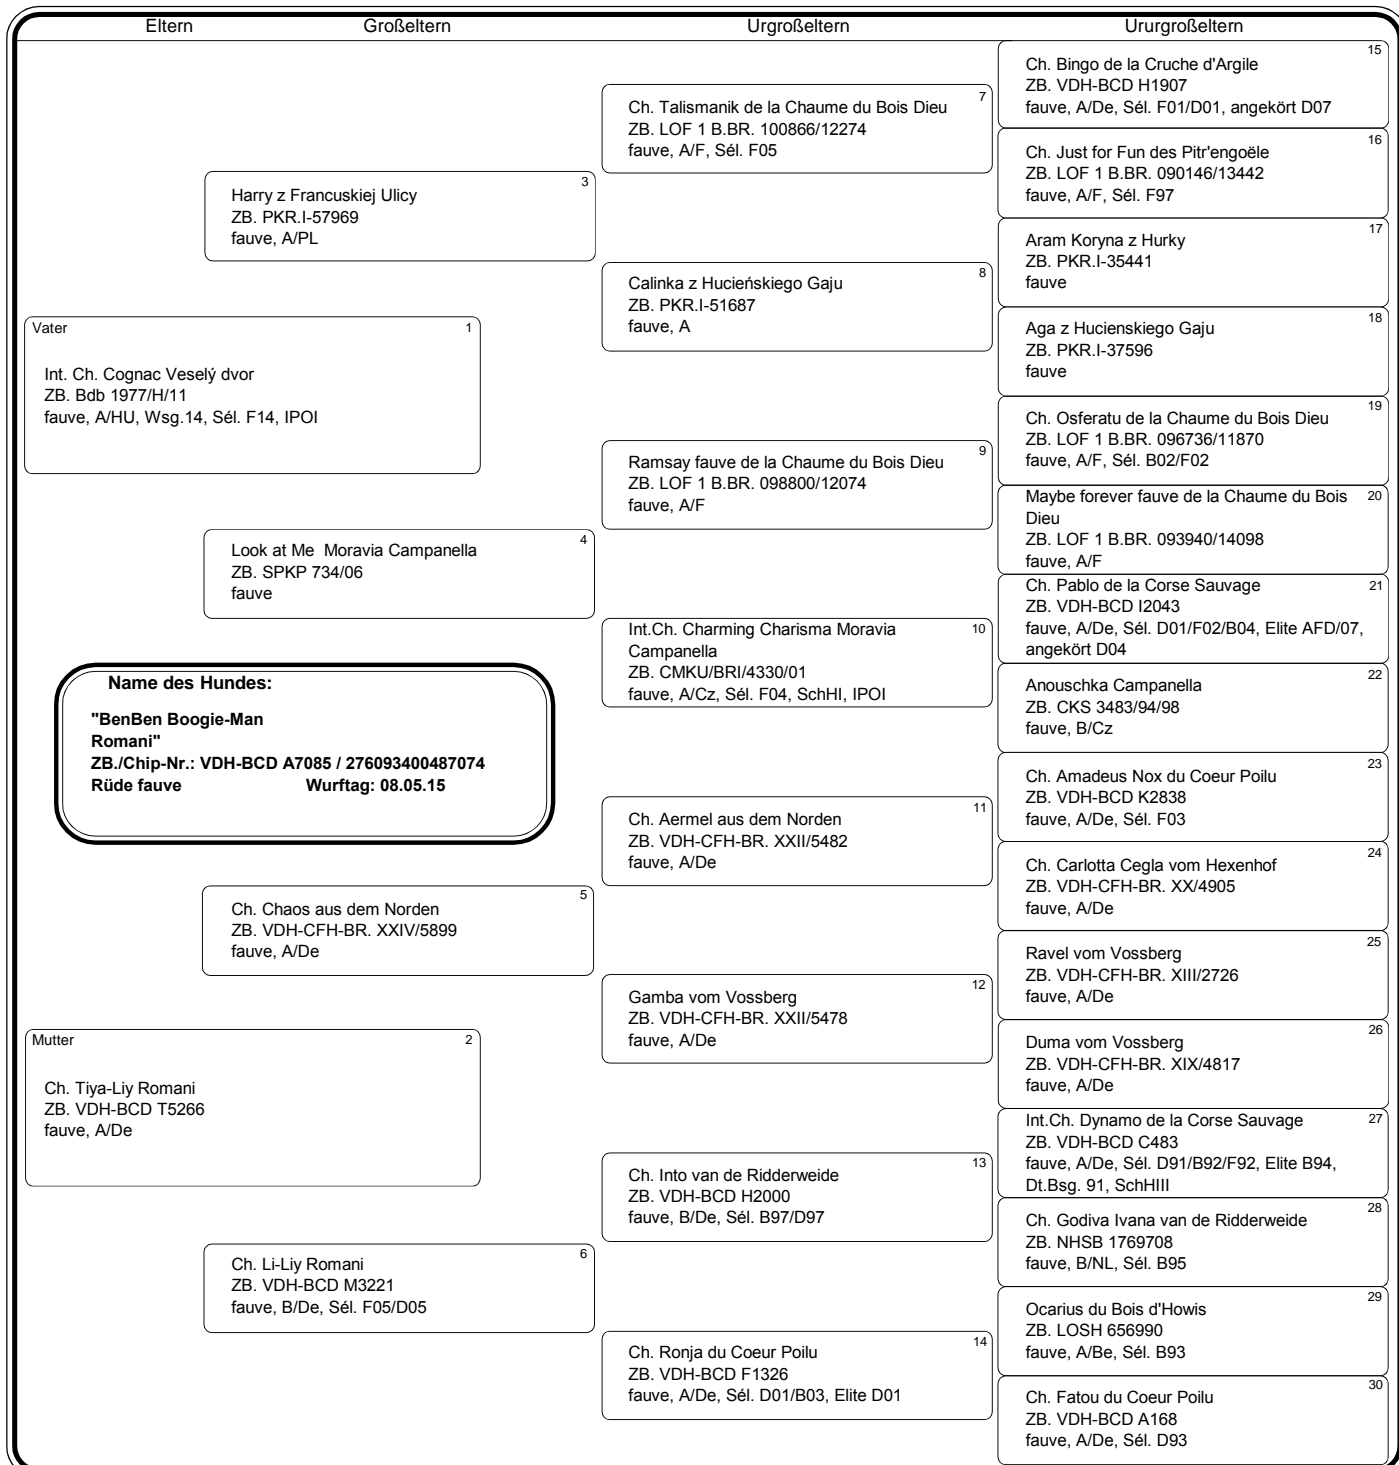 Eltern Großeltern Urgroßeltern Ururgroßeltern
Vater 1
Int. Ch. Cognac Veselý dvor
ZB. Bdb 1977/H/11
fauve, A/HU, Wsg.14, Sél. F14, IPOI
Name des Hundes:
"BenBen Boogie-Man
Romani"
ZB./Chip-Nr.: VDH-BCD A7085 / 276093400487074
Rüde fauve Wurftag: 08.05.15
Mutter 2
Ch. Tiya-Liy Romani
ZB. VDH-BCD T5266
fauve, A/De
3
Harry z Francuskiej Ulicy
ZB. PKR.I-57969
fauve, A/PL
4
Look at Me Moravia Campanella
ZB. SPKP 734/06
fauve
5
Ch. Chaos aus dem Norden
ZB. VDH-CFH-BR. XXIV/5899
fauve, A/De
6
Ch. Li-Liy Romani
ZB. VDH-BCD M3221
fauve, B/De, Sél. F05/D05
7
Ch. Talismanik de la Chaume du Bois Dieu
ZB. LOF 1 B.BR. 100866/12274
fauve, A/F, Sél. F05
8
Calinka z Hucieńskiego Gaju
ZB. PKR.I-51687
fauve, A
9
Ramsay fauve de la Chaume du Bois Dieu
ZB. LOF 1 B.BR. 098800/12074
fauve, A/F
10
Int.Ch. Charming Charisma Moravia
Campanella
ZB. CMKU/BRI/4330/01
fauve, A/Cz, Sél. F04, SchHI, IPOI
11
Ch. Aermel aus dem Norden
ZB. VDH-CFH-BR. XXII/5482
fauve, A/De
12
Gamba vom Vossberg
ZB. VDH-CFH-BR. XXII/5478
fauve, A/De
13
Ch. Into van de Ridderweide
ZB. VDH-BCD H2000
fauve, B/De, Sél. B97/D97
14
Ch. Ronja du Coeur Poilu
ZB. VDH-BCD F1326
fauve, A/De, Sél. D01/B03, Elite D01
15
Ch. Bingo de la Cruche d'Argile
ZB. VDH-BCD H1907
fauve, A/De, Sél. F01/D01, angekört D07
16
Ch. Just for Fun des Pitr'engoële
ZB. LOF 1 B.BR. 090146/13442
fauve, A/F, Sél. F97
17
Aram Koryna z Hurky
ZB. PKR.I-35441
fauve
18
Aga z Hucienskiego Gaju
ZB. PKR.I-37596
fauve
19
Ch. Osferatu de la Chaume du Bois Dieu
ZB. LOF 1 B.BR. 096736/11870
fauve, A/F, Sél. B02/F02
Maybe forever fauve de la Chaume du Bois 20
Dieu
ZB. LOF 1 B.BR. 093940/14098
fauve, A/F
Ch. Pablo de la Corse Sauvage 21
ZB. VDH-BCD I2043
fauve, A/De, Sél. D01/F02/B04, Elite AFD/07,
angekört D04
22
Anouschka Campanella
ZB. CKS 3483/94/98
fauve, B/Cz
23
Ch. Amadeus Nox du Coeur Poilu
ZB. VDH-BCD K2838
fauve, A/De, Sél. F03
24
Ch. Carlotta Cegla vom Hexenhof
ZB. VDH-CFH-BR. XX/4905
fauve, A/De
25
Ravel vom Vossberg
ZB. VDH-CFH-BR. XIII/2726
fauve, A/De
26
Duma vom Vossberg
ZB. VDH-CFH-BR. XIX/4817
fauve, A/De
Int.Ch. Dynamo de la Corse Sauvage 27
ZB. VDH-BCD C483
fauve, A/De, Sél. D91/B92/F92, Elite B94,
Dt.Bsg. 91, SchHIII
28
Ch. Godiva Ivana van de Ridderweide
ZB. NHSB 1769708
fauve, B/NL, Sél. B95
29
Ocarius du Bois d'Howis
ZB. LOSH 656990
fauve, A/Be, Sél. B93
30
Ch. Fatou du Coeur Poilu
ZB. VDH-BCD A168
fauve, A/De, Sél. D93